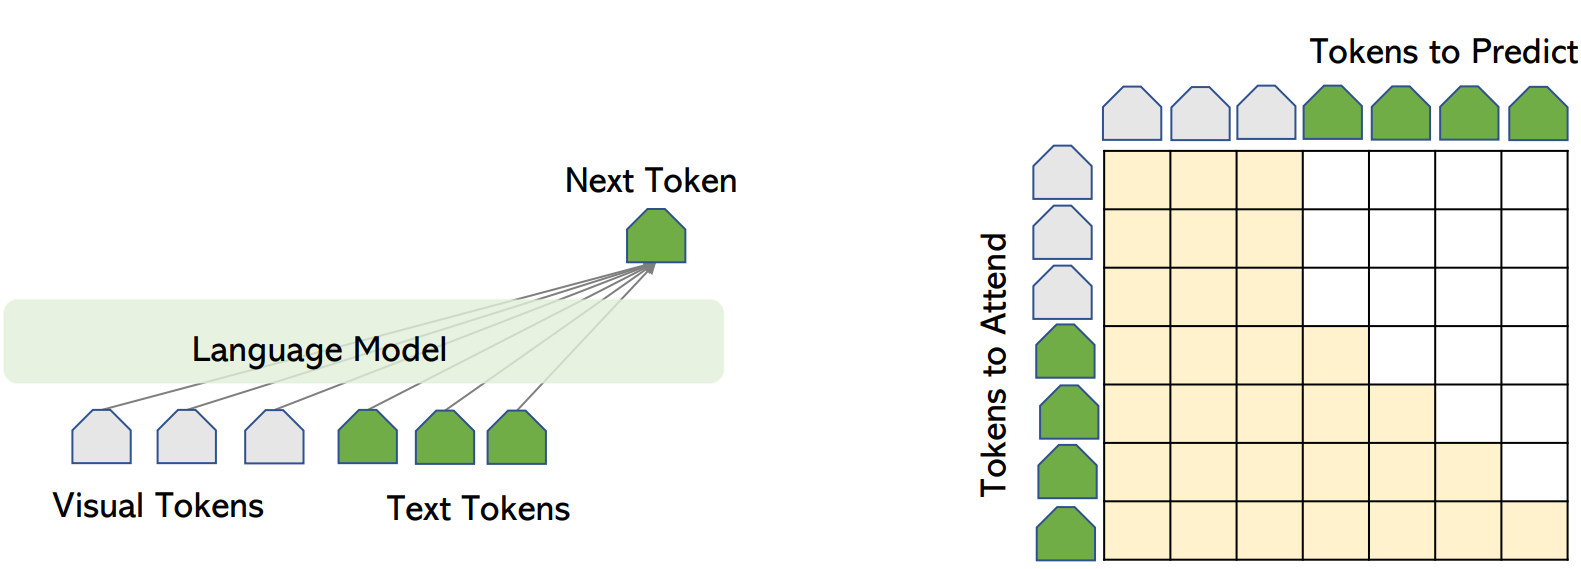 Tokens to Predict
Next Token
Tokens to Attend
Language Model
Visual Tokens
Text Tokens